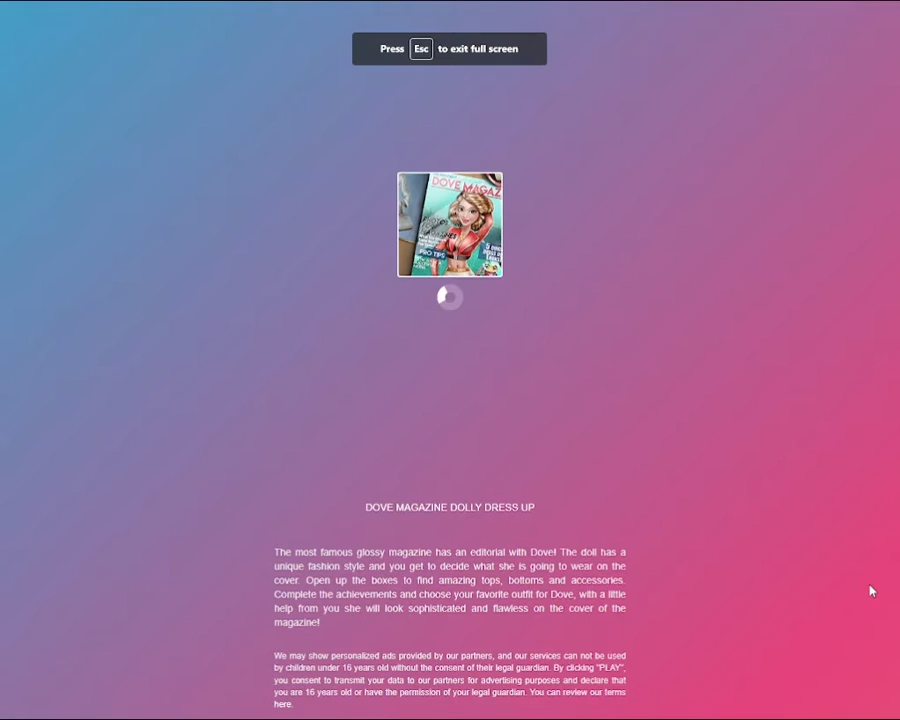 Press Esc to exit full screen
DOVE MAGAZ
PRO TIPS
DOVE MAGAZINE DOLLY DRESS UP
The most famous glossy magazine has an editorial with Dove! The doll has a
unique fashion style and you get to decide what she is going to wear on the
cover. Open up the boxes to find amazing tops, bottoms and accessories.
Complete the achievements and choose your favorite outfit for Dove, with a little
help from you she will look sophisticated and flawless on the cover of the
magazine!
We may show personalized ads provided by our partners, and our services can not be used
by children under 16 years old without the consent of their legal guardian. By clicking "PLAY",
you consent to transmit your data to our partners for advertising purposes and declare that
you are 16 years old or have the permission of your legal guardian. You can review our terms
here.